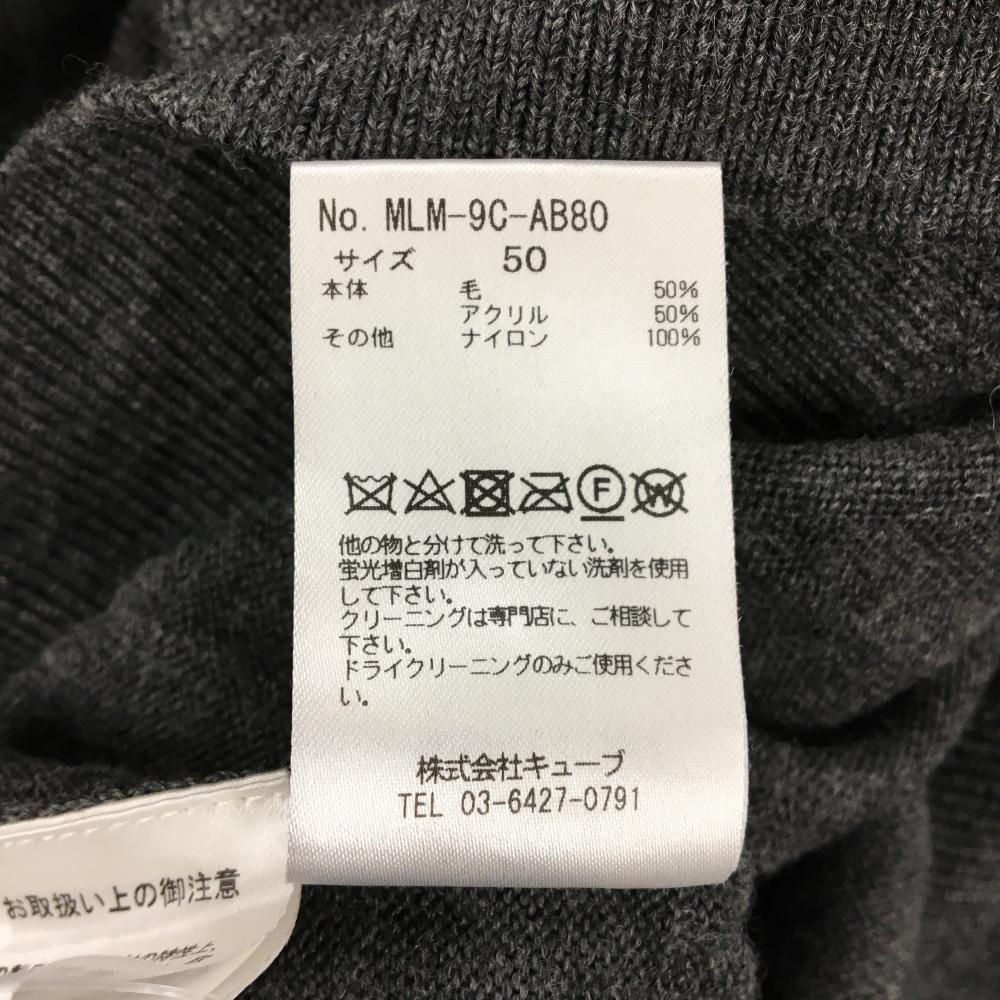 No. MLM-9C-AB80
サイズ 50
本体 毛 50%
アクリル 50%
その他 ナイロン 100%
F
W
他の物と分けて洗って下さい。
蛍光増白剤が入っていない洗剤を使用
して下さい。
クリーニングは専門店に、ご相談して
下さい。
ドライクリーニングのみご使用くださ
い。
株式会社キューブ
TEL 03-6427-0791
お取扱い上の御注意